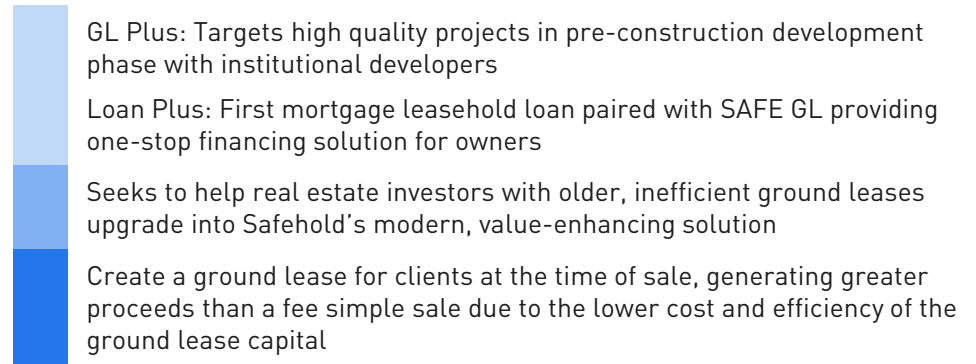 GL Plus: Targets high quality projects in pre-construction development
phase with institutional developers
Loan Plus: First mortgage leasehold loan paired with SAFE GL providing
one-stop financing solution for owners
Seeks to help real estate investors with older, inefficient ground leases
upgrade into Safehold’s modern, value-enhancing solution
Create a ground lease for clients at the time of sale, generating greater
proceeds than a fee simple sale due to the lower cost and efficiency of the
ground lease capital